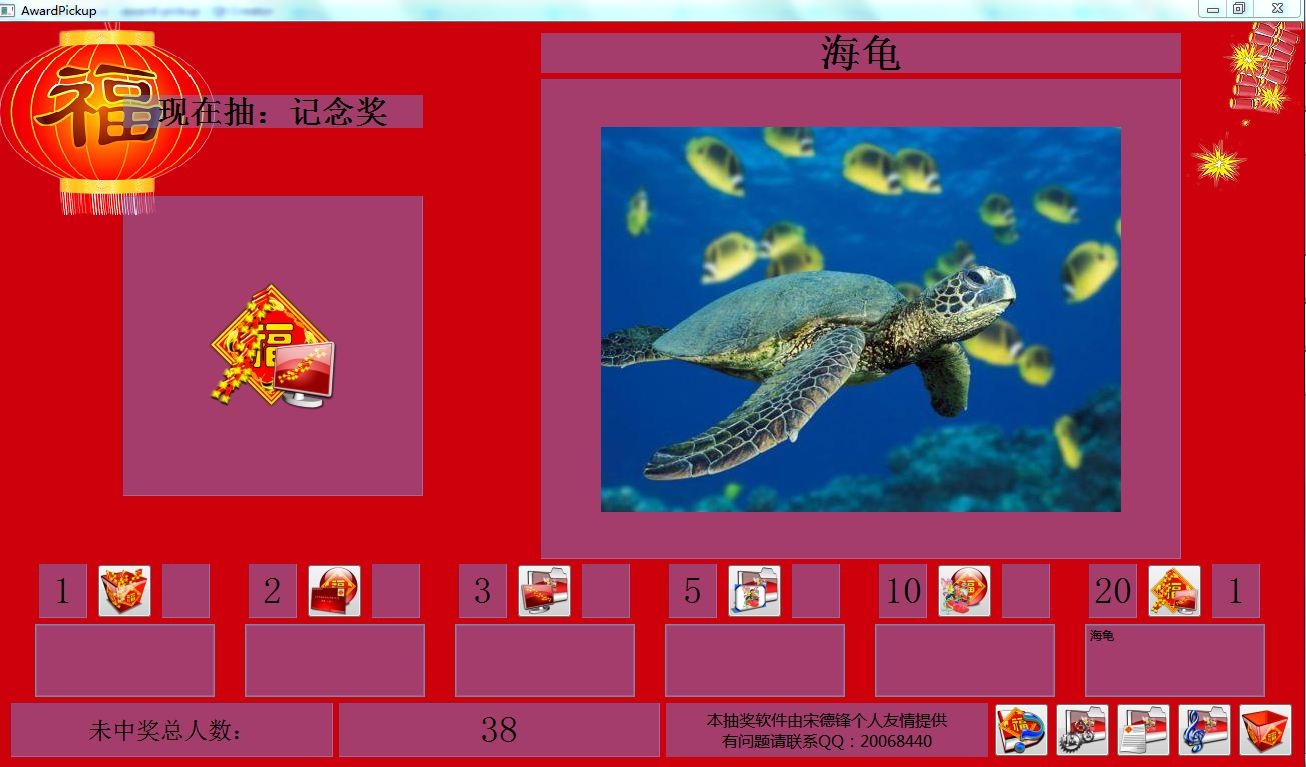 AwardPickup
福
现在抽：记念奖
海龟
福
1
2
3
5
10
20
1
海龟
未中奖总人数：
38
本抽奖软件由宋德锋个人友情提供
有问题请联系QQ：20068440